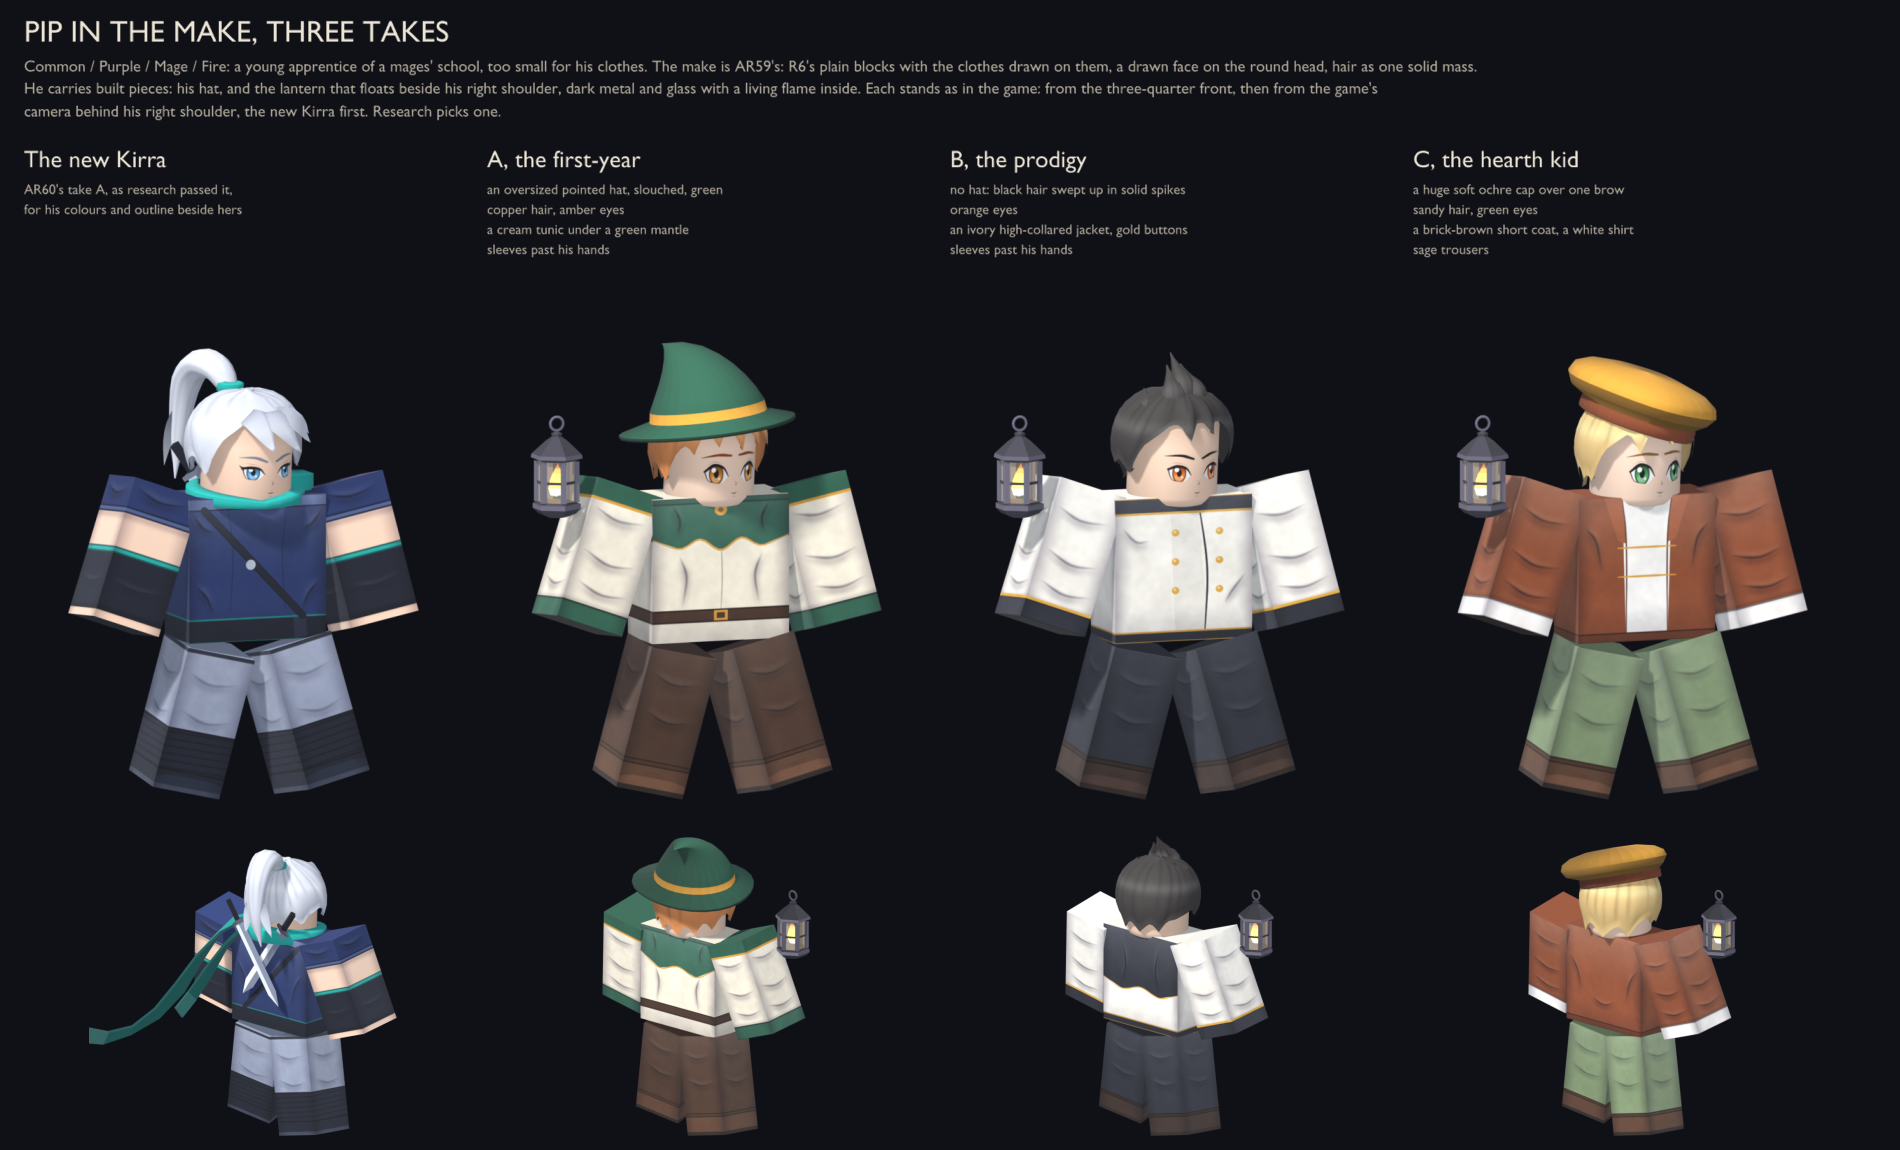 PIP IN THE MAKE, THREE TAKES
Common / Purple / Mage / Fire: a young apprentice of a mages' school, too small for his clothes. The make is AR59's: R6's plain blocks with the clothes drawn on them, a drawn face on the round head, hair as one solid mass.
He carries built pieces: his hat, and the lantern that floats beside his right shoulder, dark metal and glass with a living flame inside. Each stands as in the game: from the three-quarter front, then from the game's
camera behind his right shoulder, the new Kirra first. Research picks one.
The new Kirra
AR60's take A, as research passed it,
for his colours and outline beside hers
A, the first-year
an oversized pointed hat, slouched, green
copper hair, amber eyes
a cream tunic under a green mantle
sleeves past his hands
B, the prodigy
no hat: black hair swept up in solid spikes
orange eyes
an ivory high-collared jacket, gold buttons
sleeves past his hands
C, the hearth kid
a huge soft ochre cap over one brow
sandy hair, green eyes
a brick-brown short coat, a white shirt
sage trousers